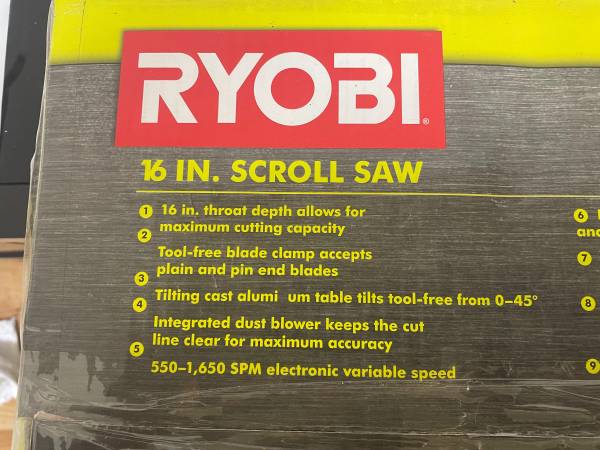 RYOBI®
16 IN. SCROLL SAW
1 16 in. throat depth allows for
maximum cutting capacity
2 Tool-free blade clamp accepts
plain and pin end blades
3
4 Tilting cast alumi um table tilts tool-free from 0–45°
Integrated dust blower keeps the cut
5 line clear for maximum accuracy
550–1,650 SPM electronic variable speed
6
and
7
8
9